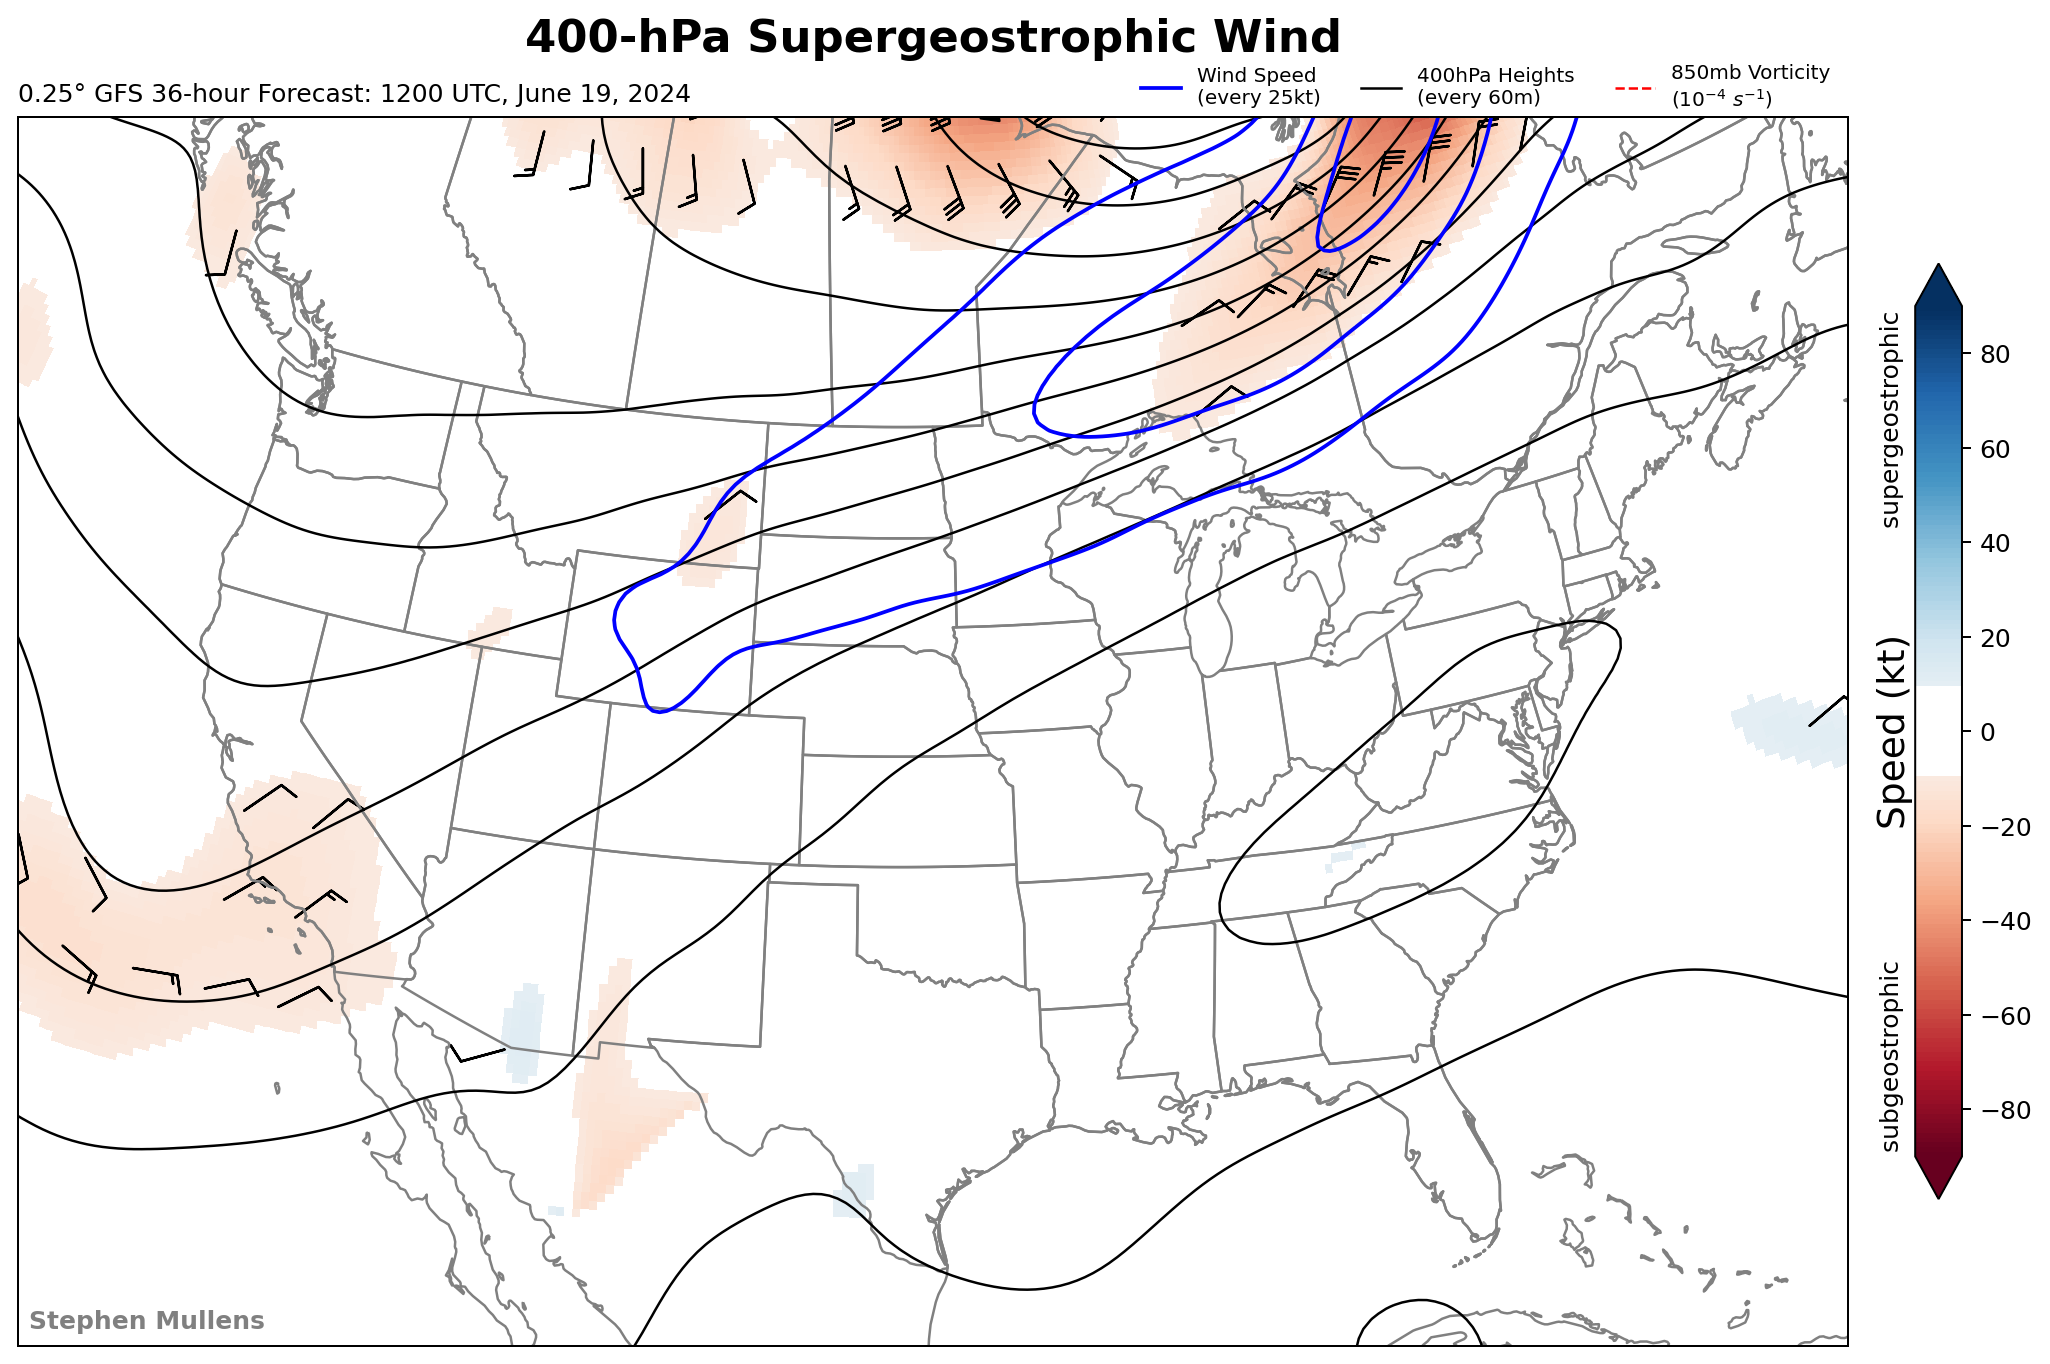 400-hPa Supergeostrophic Wind
0.25° GFS 36-hour Forecast: 1200 UTC, June 19, 2024
Wind Speed
(every 25kt)
400hPa Heights
(every 60m)
850mb Vorticity
(10⁻⁴ s⁻¹)
supergeostrophic
Speed (kt)
subgeostrophic
80
60
40
20
0
−20
−40
−60
−80
Stephen Mullens